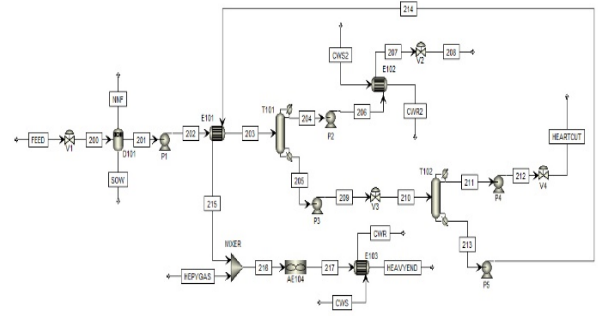 214
CWS2
207
V2
208
E102
NNF
204
P2
206
CWR2
T101
HEARTCUT
FEED
V1
200
D101
201
P1
202
E101
203
SOW
205
T102
211
P4
212
V4
P3
209
V3
210
215
MIXER
CWR
213
216
AE104
217
E103
HEAVYEND
HEPYGAS
CWS
P5